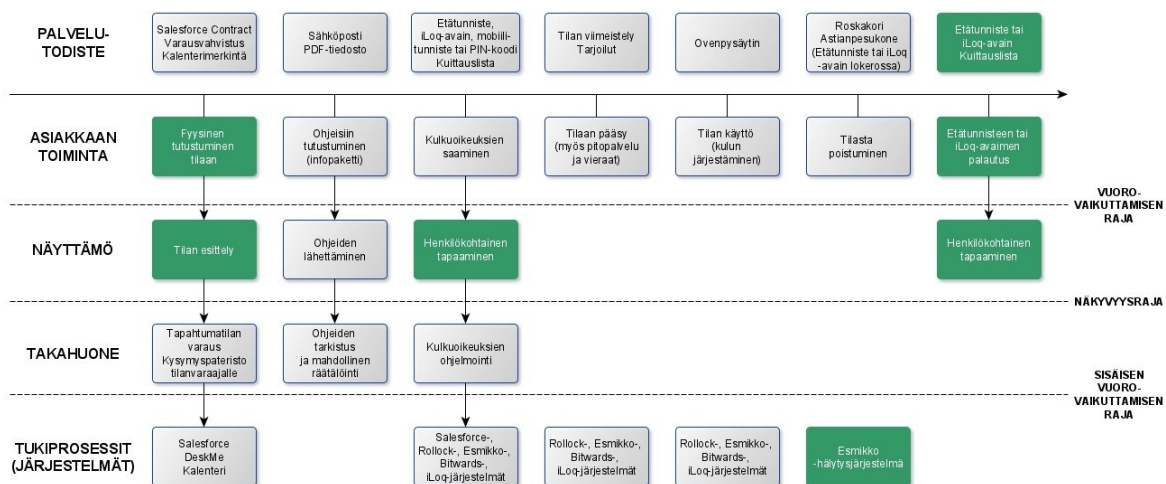 PALVELU-
TODISTE
Salesforce Contract
Varausvahvistus
Kalenterimerkintä
Sähköposti
PDF-tiedosto
Etätunniste,
iLoq-avain, mobiili-
tunniste tai PIN-koodi
Kuittauslista
Tilan viimeistely
Tarjoilut
Ovenpysäytin
Roskakori
Astianpesukone
(Etätunniste tai iLoq
-avain lokerossa)
Etätunniste tai
iLoq-avain
Kuittauslista
ASIAKKAAN
TOIMINTA
Fyysinen
tutustuminen
tilaan
Ohjeisiin
tutustuminen
(infopaketti)
Kulkuoikeuksien
saaminen
Tilaan pääsy
(myös pitopalvelu
ja vieraat)
Tilan käyttö
(kulun
järjestäminen)
Tilasta
poistuminen
Etätunnisteen tai
iLoq-avaimen
palautus
VUORO-
VAIKUTTAMISEN
RAJA
NÄYTTÄMÖ
Tilan esittely
Ohjeiden
lähettäminen
Henkilökohtainen
tapaaminen
Henkilökohtainen
tapaaminen
NÄKYVYYSRAJA
TAKAHUONE
Tapahtumatilan
varaus
Kysymyspateristo
tilanvaraajalle
Ohjeiden
tarkistus
ja mahdollinen
räätälöinti
Kulkuoikeuksien
ohjelmointi
SISÄISEN
VUORO-
VAIKUTTAMISEN
RAJA
TUKIPROSESSIT
(JÄRJESTELMÄT)
Salesforce
DeskMe
Kalenteri
Salesforce-,
Rollock-, Esmikko-,
Bitwards-,
iLoq-järjestelmät
Rollock-, Esmikko-,
Bitwards-,
iLoq-järjestelmät
Rollock-, Esmikko-,
Bitwards-,
iLoq-järjestelmät
Esmikko
-hälytysjärjestelmä